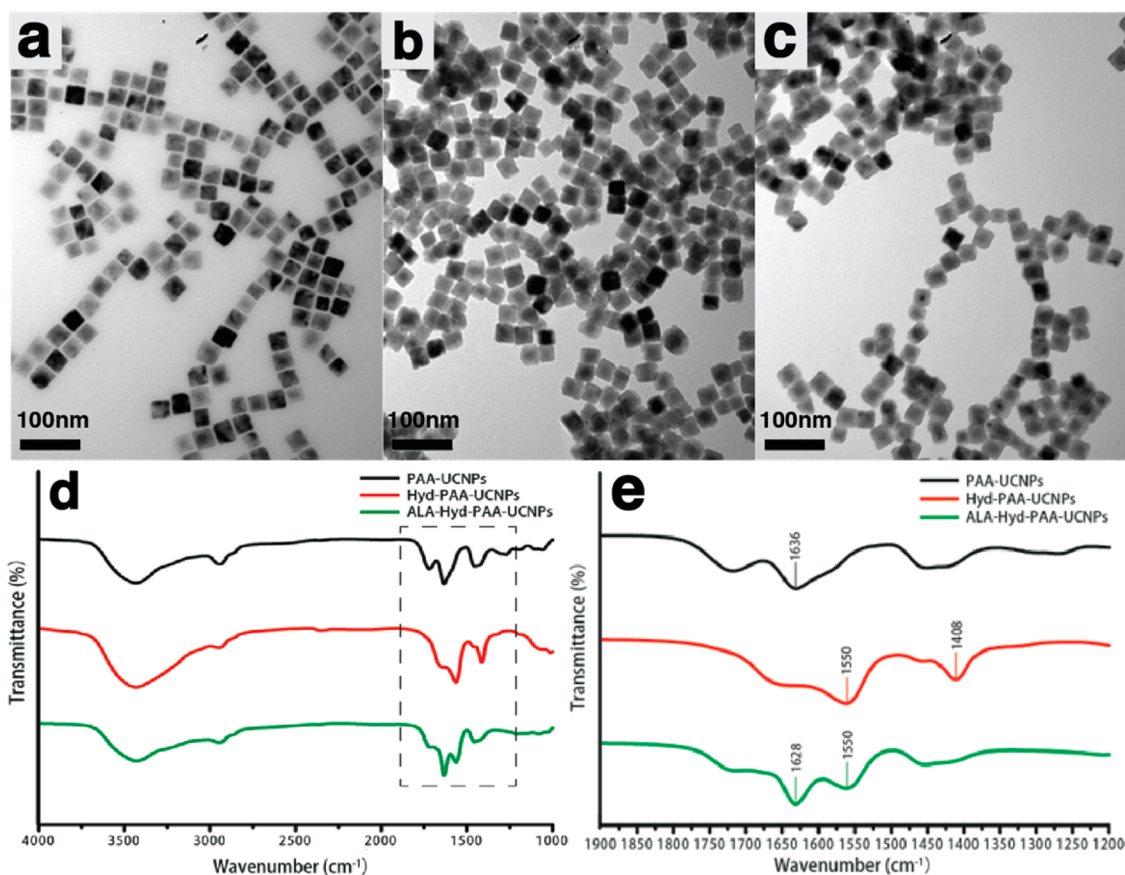 a
b
c
100nm
100nm
100nm
d
PAA-UCNPs
Hyd-PAA-UCNPs
ALA-Hyd-PAA-UCNPs
Transmittance (%)
4000 3500 3000 2500 2000 1500 1000
Wavenumber (cm⁻¹)
e
PAA-UCNPs
Hyd-PAA-UCNPs
ALA-Hyd-PAA-UCNPs
1636
1550
1408
1628
1550
Transmittance (%)
1900 1850 1800 1750 1700 1650 1600 1550 1500 1450 1400 1350 1300 1250 1200
Wavenumber (cm⁻¹)